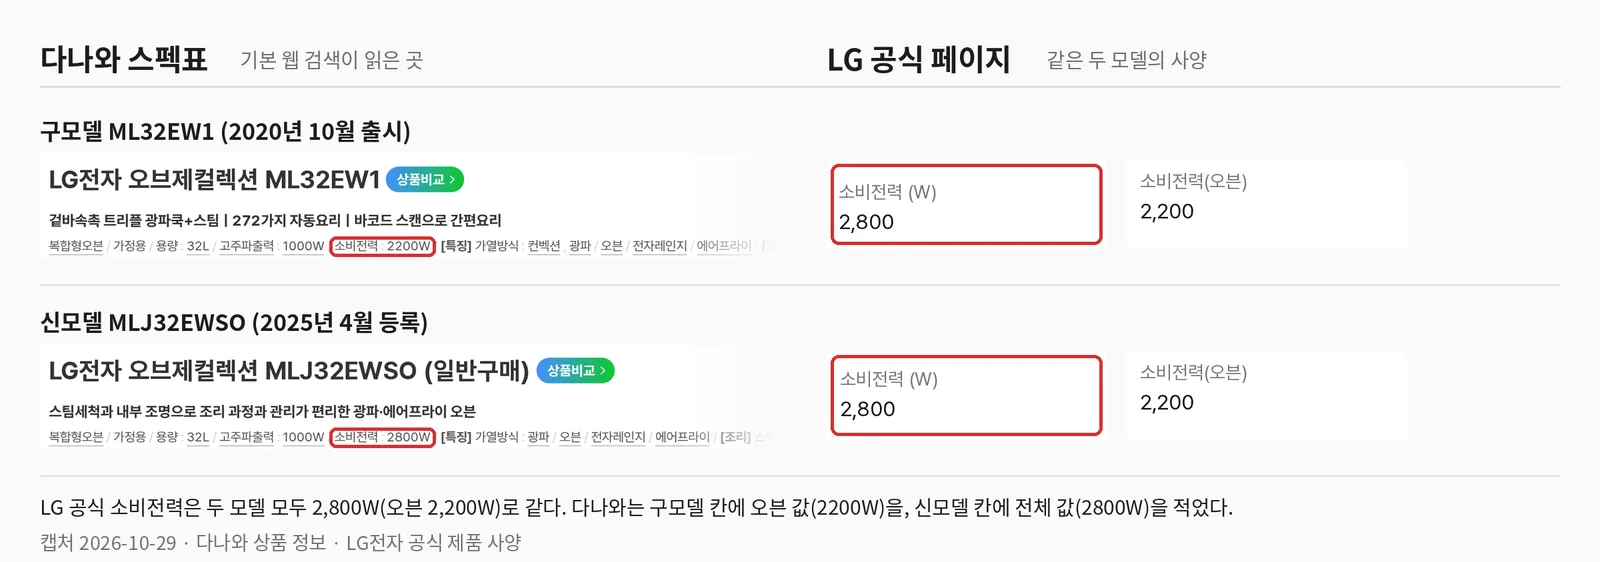 다나와 스펙표 기본 웹 검색이 읽은 곳
LG 공식 페이지 같은 두 모델의 사양
구모델 ML32EW1 (2020년 10월 출시)
LG전자 오브제컬렉션 ML32EW1 상품비교 >
겉바속촉 트리플 광파쿡+스팀 | 272가지 자동요리 | 바코드 스캔으로 간편요리
복합형오븐 / 가정용 / 용량 : 32L / 고주파출력 : 1000W 소비전력 : 2200W [특징] 가열방식 : 컨벡션 , 광파 / 오븐 / 전자레인지 / 에어프라이 /
소비전력 (W)
2,800
소비전력(오븐)
2,200
신모델 MLJ32EWSO (2025년 4월 등록)
LG전자 오브제컬렉션 MLJ32EWSO (일반구매) 상품비교 >
스팀세척과 내부 조명으로 조리 과정과 관리가 편리한 광파·에어프라이 오븐
복합형오븐 / 가정용 / 용량 : 32L / 고주파출력 : 1000W 소비전력 : 2800W [특징] 가열방식 : 광파 / 오븐 / 전자레인지 / 에어프라이 / [조리]
소비전력 (W)
2,800
소비전력(오븐)
2,200
LG 공식 소비전력은 두 모델 모두 2,800W(오븐 2,200W)로 같다. 다나와는 구모델 칸에 오븐 값(2200W)을, 신모델 칸에 전체 값(2800W)을 적었다.
캡처 2026-10-29 · 다나와 상품 정보 · LG전자 공식 제품 사양